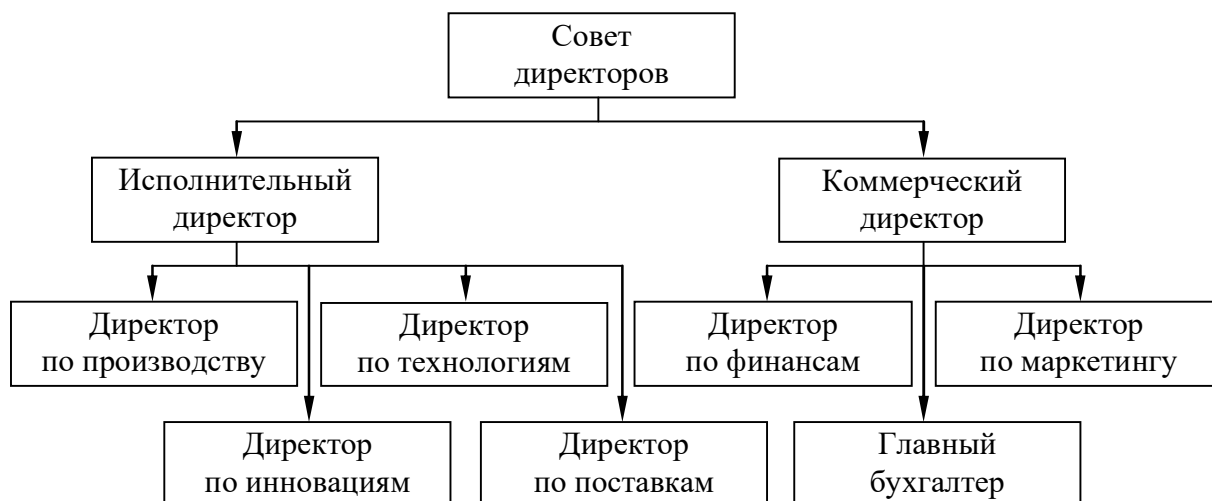 Совет
директоров
Исполнительный
директор
Коммерческий
директор
Директор
по производству
Директор
по технологиям
Директор
по финансам
Директор
по маркетингу
Директор
по инновациям
Директор
по поставкам
Главный
бухгалтер